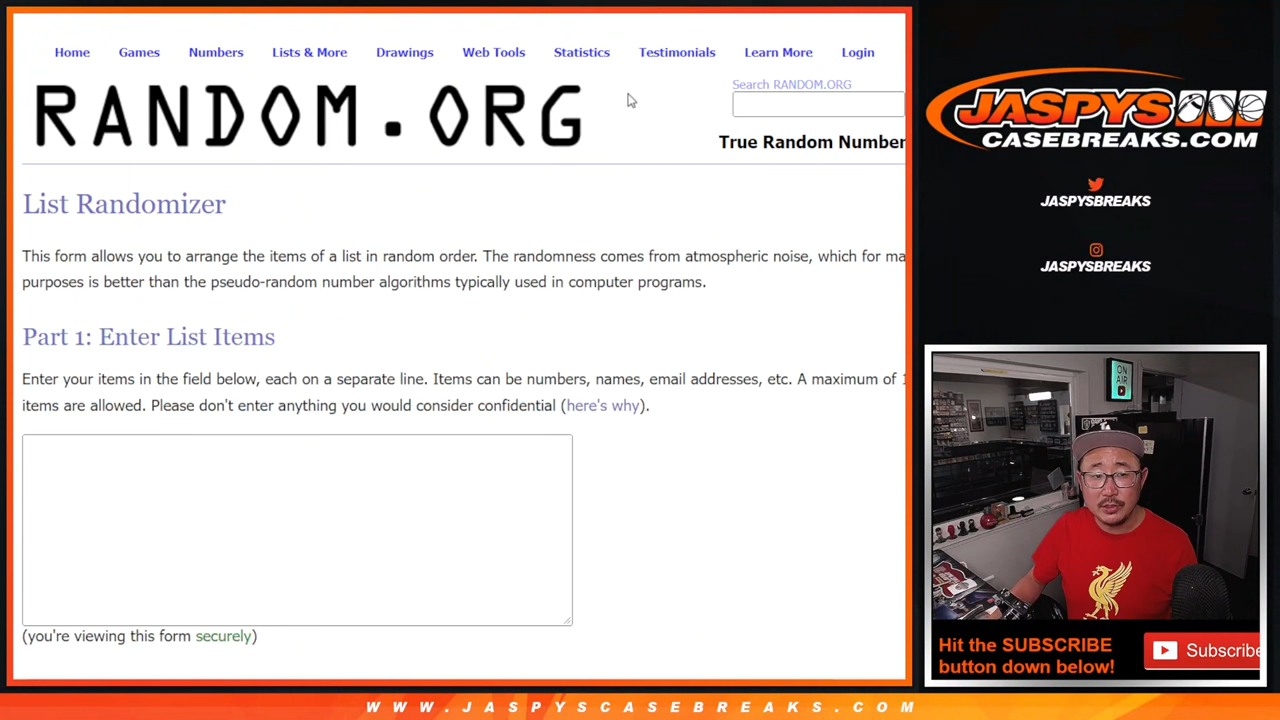 Home Games Numbers Lists & More Drawings Web Tools Statistics Testimonials Learn More Login
RANDOM.ORG
Search RANDOM.ORG
True Random Number
List Randomizer
This form allows you to arrange the items of a list in random order. The randomness comes from atmospheric noise, which for ma
purposes is better than the pseudo-random number algorithms typically used in computer programs.
Part 1: Enter List Items
Enter your items in the field below, each on a separate line. Items can be numbers, names, email addresses, etc. A maximum of 1
items are allowed. Please don't enter anything you would consider confidential (here's why).
(you're viewing this form securely)
JASPYS
CASEBREAKS.COM
JASPYSBREAKS
JASPYSBREAKS
ON
AIR
Hit the SUBSCRIBE
button down below!
Subscribe
WWW.JASPYSCASEBREAKS.COM